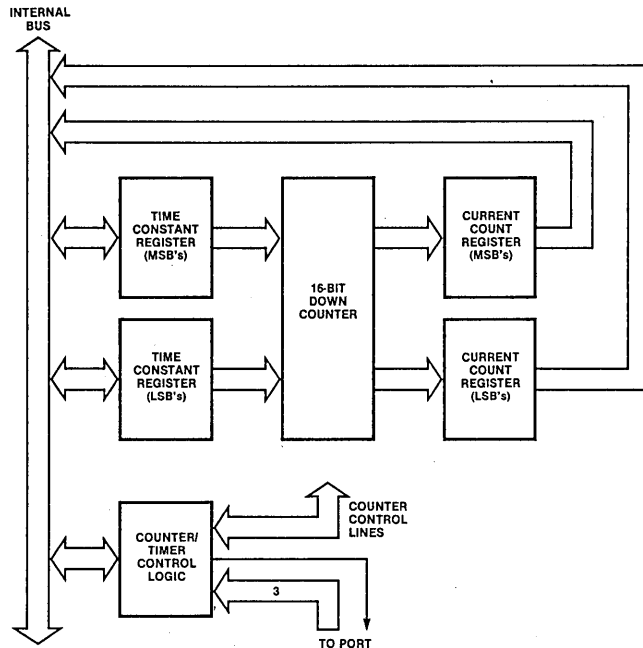 INTERNAL
BUS
TIME
CONSTANT
REGISTER
(MSB's)
16-BIT
DOWN
COUNTER
CURRENT
COUNT
REGISTER
(MSB's)
TIME
CONSTANT
REGISTER
(LSB's)
CURRENT
COUNT
REGISTER
(LSB's)
COUNTER/
TIMER
CONTROL
LOGIC
COUNTER
CONTROL
LINES
3
TO PORT